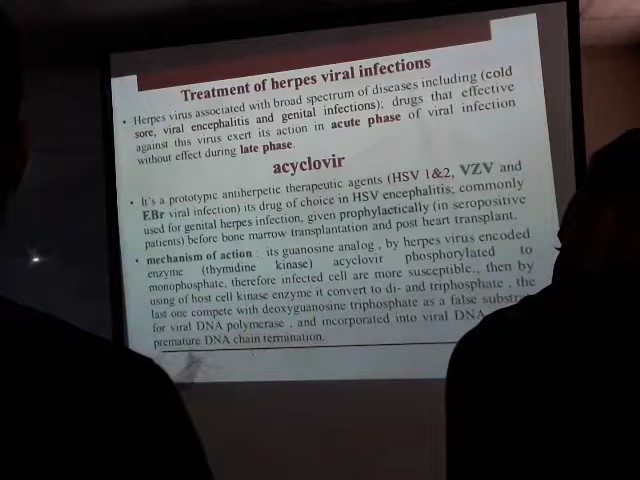 Treatment of herpes viral infections
• Herpes virus associated with broad spectrum of diseases including (cold
sore, viral encephalitis and genital infections); drugs that effective
against this virus exert its action in acute phase of viral infection
without effect during late phase.
acyclovir
• It's a prototypic antiherpetic therapeutic agents (HSV 1&2, VZV and
EBr viral infection) its drug of choice in HSV encephalitis; commonly
used for genital herpes infection, given prophylactically (in seropositive
patients) before bone marrow transplantation and post heart transplant.
• mechanism of action : its guanosine analog , by herpes virus encoded
enzyme (thymidine kinase) acyclovir phosphorylated to
monophosphate, therefore infected cell are more susceptible., then by
using of host cell kinase enzyme it convert to di- and triphosphate , the
last one compete with deoxyguanosine triphosphate as a false
for viral DNA polymerase , and incorporated into viral DNA
premature DNA chain termination.